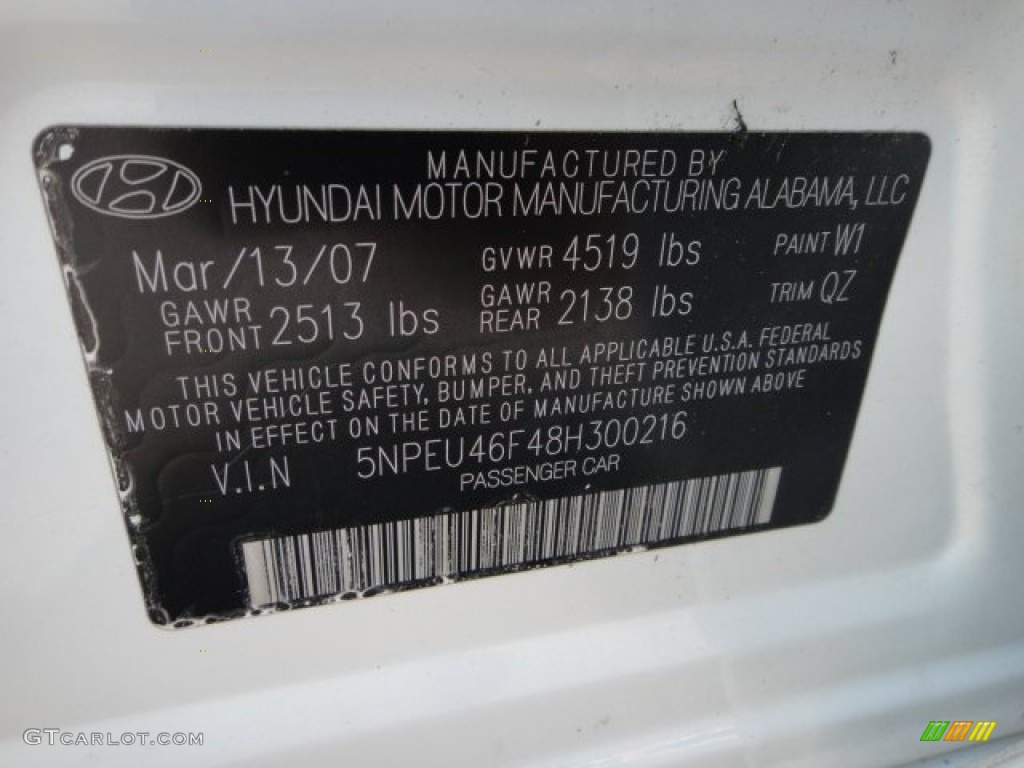 MANUFACTURED BY
HYUNDAI MOTOR MANUFACTURING ALABAMA, LLC
Mar/13/07 GVWR 4519 lbs PAINT W1
GAWR FRONT 2513 lbs GAWR REAR 2138 lbs TRIM QZ
THIS VEHICLE CONFORMS TO ALL APPLICABLE U.S.A. FEDERAL
MOTOR VEHICLE SAFETY, BUMPER, AND THEFT PREVENTION STANDARDS
IN EFFECT ON THE DATE OF MANUFACTURE SHOWN ABOVE
V.I.N 5NPEU46F48H300216
PASSENGER CAR
GTCARLOT.COM